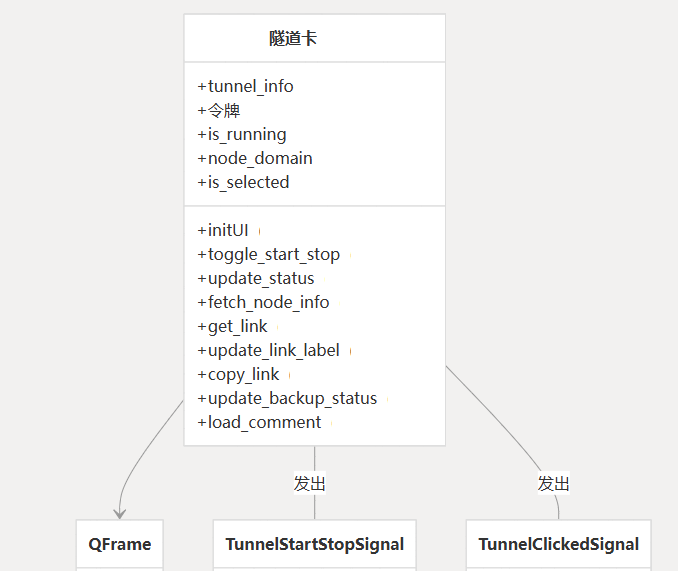 隧道卡
+tunnel_info
+令牌
+is_running
+node_domain
+is_selected
+initUI (
+toggle_start_stop (
+update_status
+fetch_node_info
+get_link (
+update_link_label (
+copy_link (
+update_backup_status (
+load_comment (
发出 发出
QFrame TunnelStartStopSignal TunnelClickedSignal